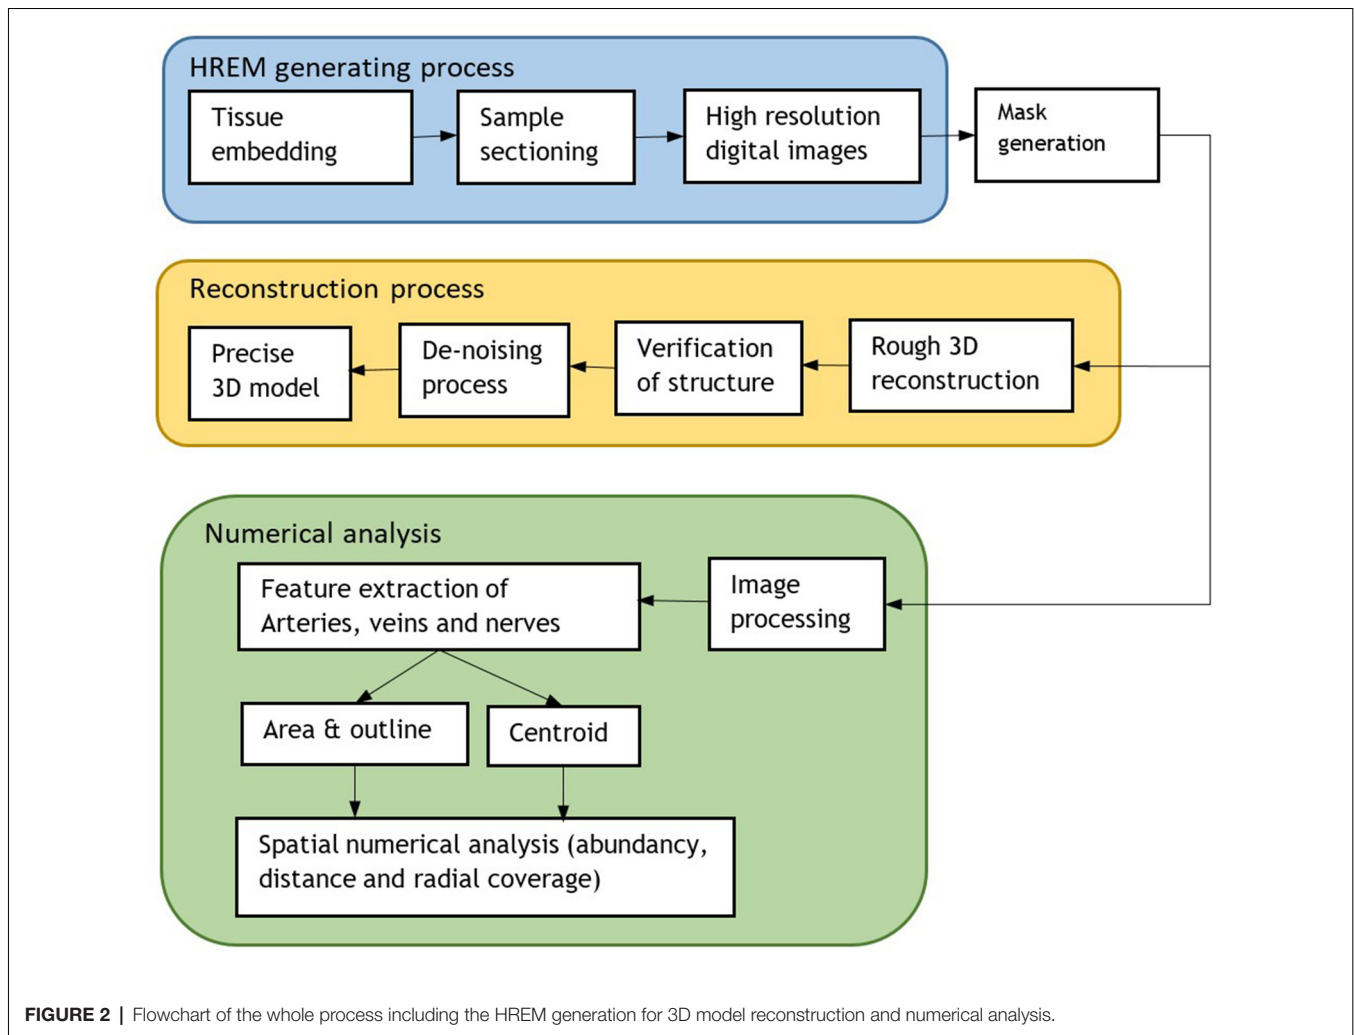 HREM generating process
Tissue
embedding
Sample
sectioning
High resolution
digital images
Mask
generation
Reconstruction process
Precise
3D model
De-noising
process
Verification
of structure
Rough 3D
reconstruction
Numerical analysis
Feature extraction of
Arteries, veins and nerves
Image
processing
Area & outline
Centroid
Spatial numerical analysis (abundancy,
distance and radial coverage)
FIGURE 2 | Flowchart of the whole process including the HREM generation for 3D model reconstruction and numerical analysis.